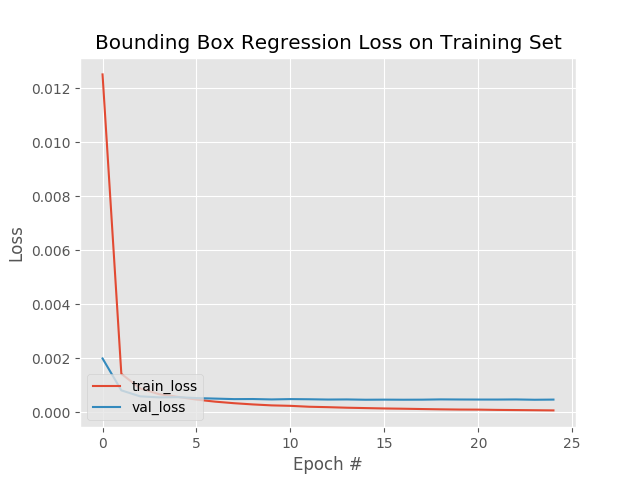 Bounding Box Regression Loss on Training Set
0.012
0.010
0.008
0.006
0.004
0.002
0.000
Loss
train_loss
val_loss
0 5 10 15 20 25
Epoch #